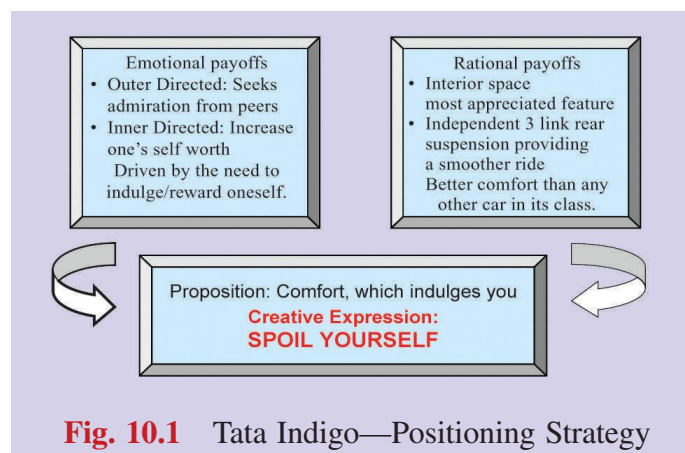 Emotional payoffs
• Outer Directed: Seeks
admiration from peers
• Inner Directed: Increase
one's self worth
Driven by the need to
indulge/reward oneself.
Rational payoffs
• Interior space
most appreciated feature
• Independent 3 link rear
suspension providing
a smoother ride
Better comfort than any
other car in its class.
Proposition: Comfort, which indulges you
Creative Expression:
SPOIL YOURSELF
Fig. 10.1 Tata Indigo—Positioning Strategy